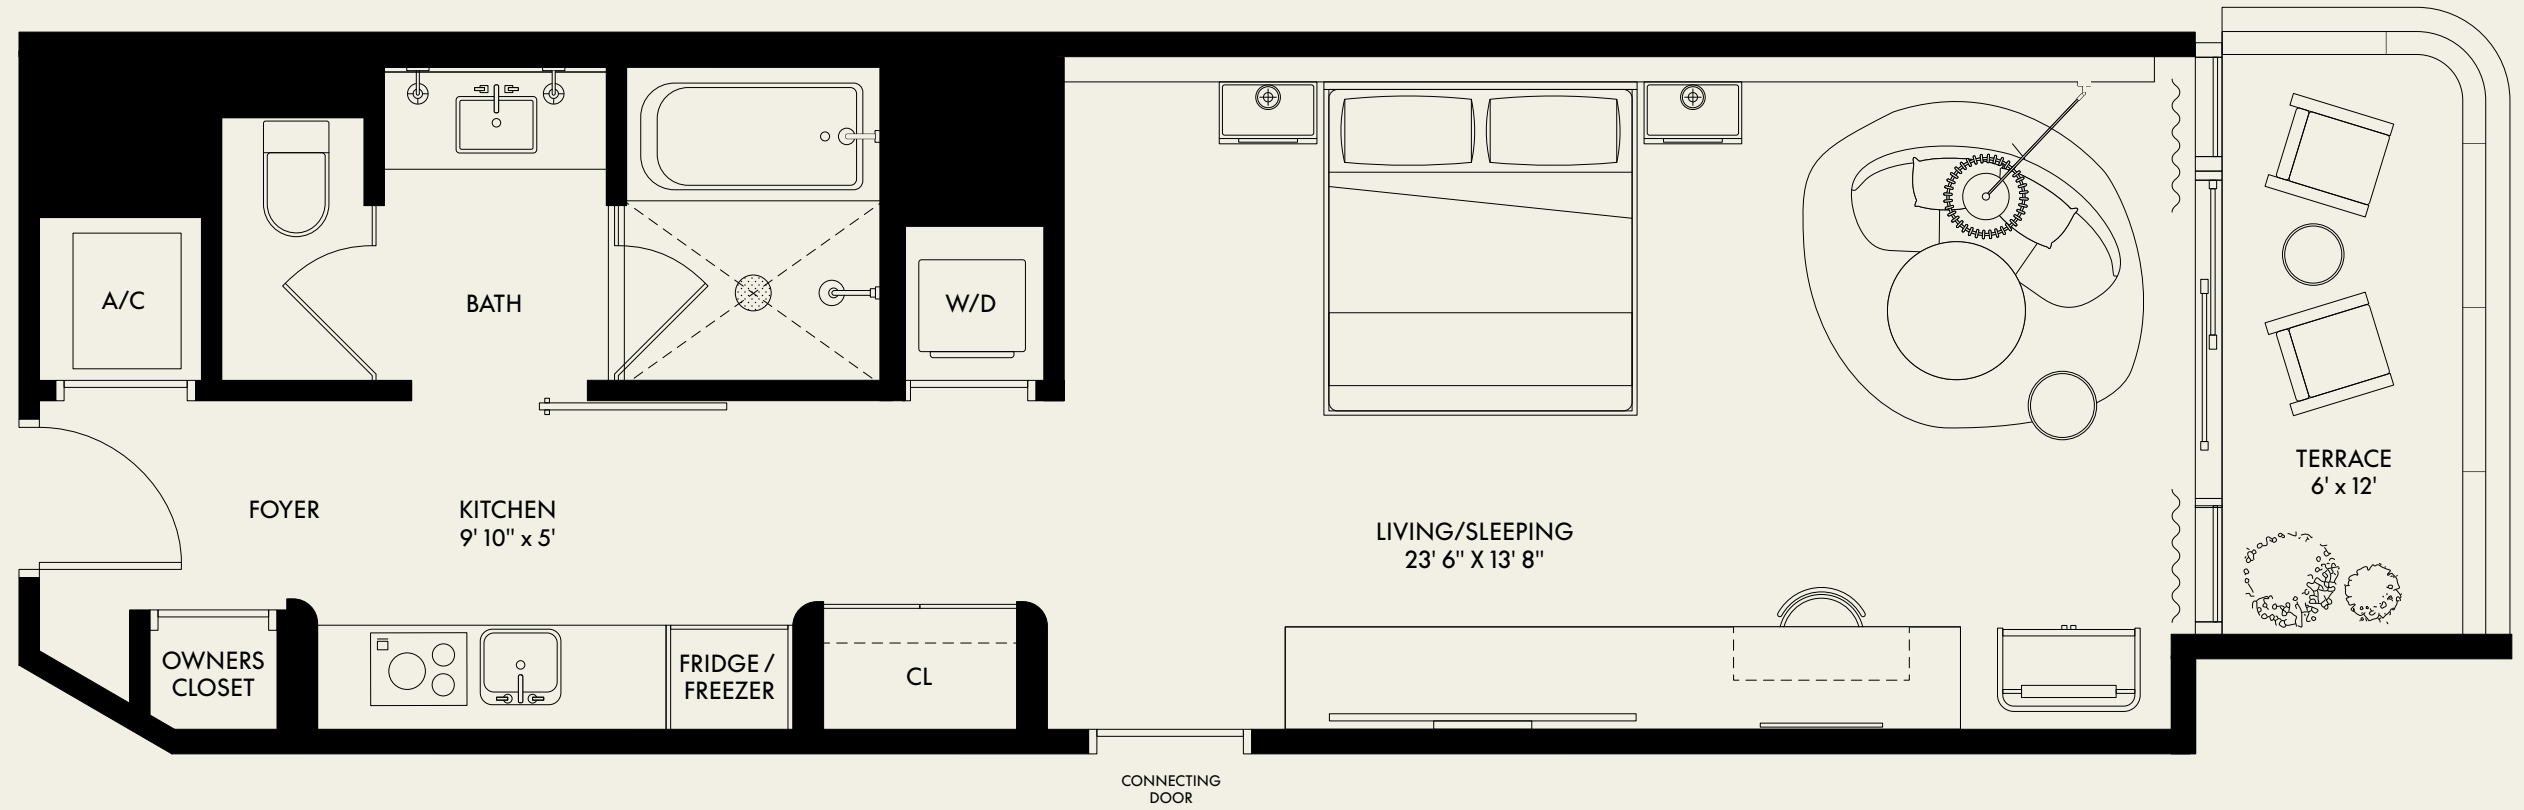 A/C
BATH
W/D
FOYER
KITCHEN
9' 10" x 5'
LIVING/SLEEPING
23' 6" X 13' 8"
TERRACE
6' x 12'
OWNERS
CLOSET
FRIDGE /
FREEZER
CL
CONNECTING
DOOR